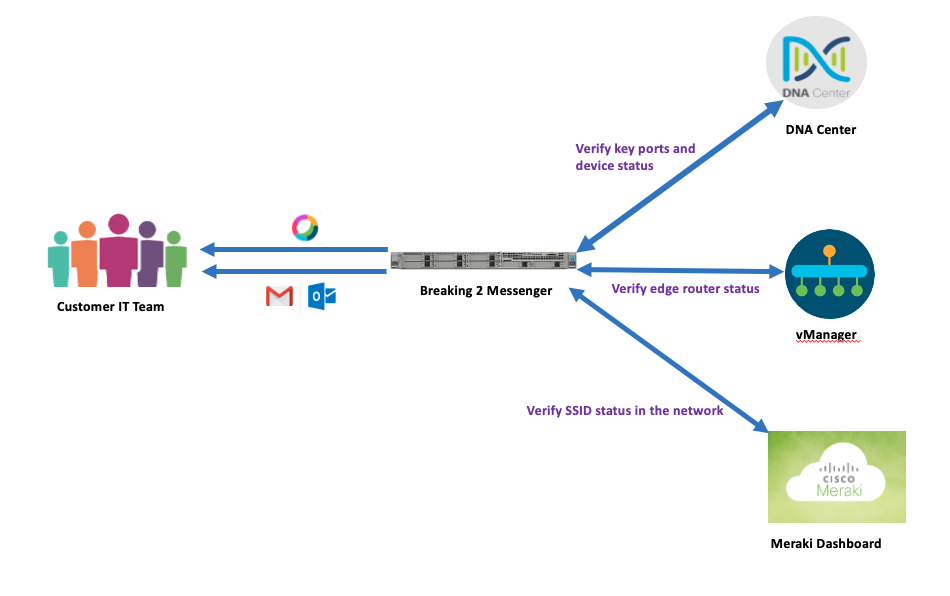 DNA Center
DNA Center
Verify key ports and
device status
Customer IT Team
Breaking 2 Messenger
Verify edge router status
vManager
Verify SSID status in the network
CISCO
Meraki
Meraki Dashboard